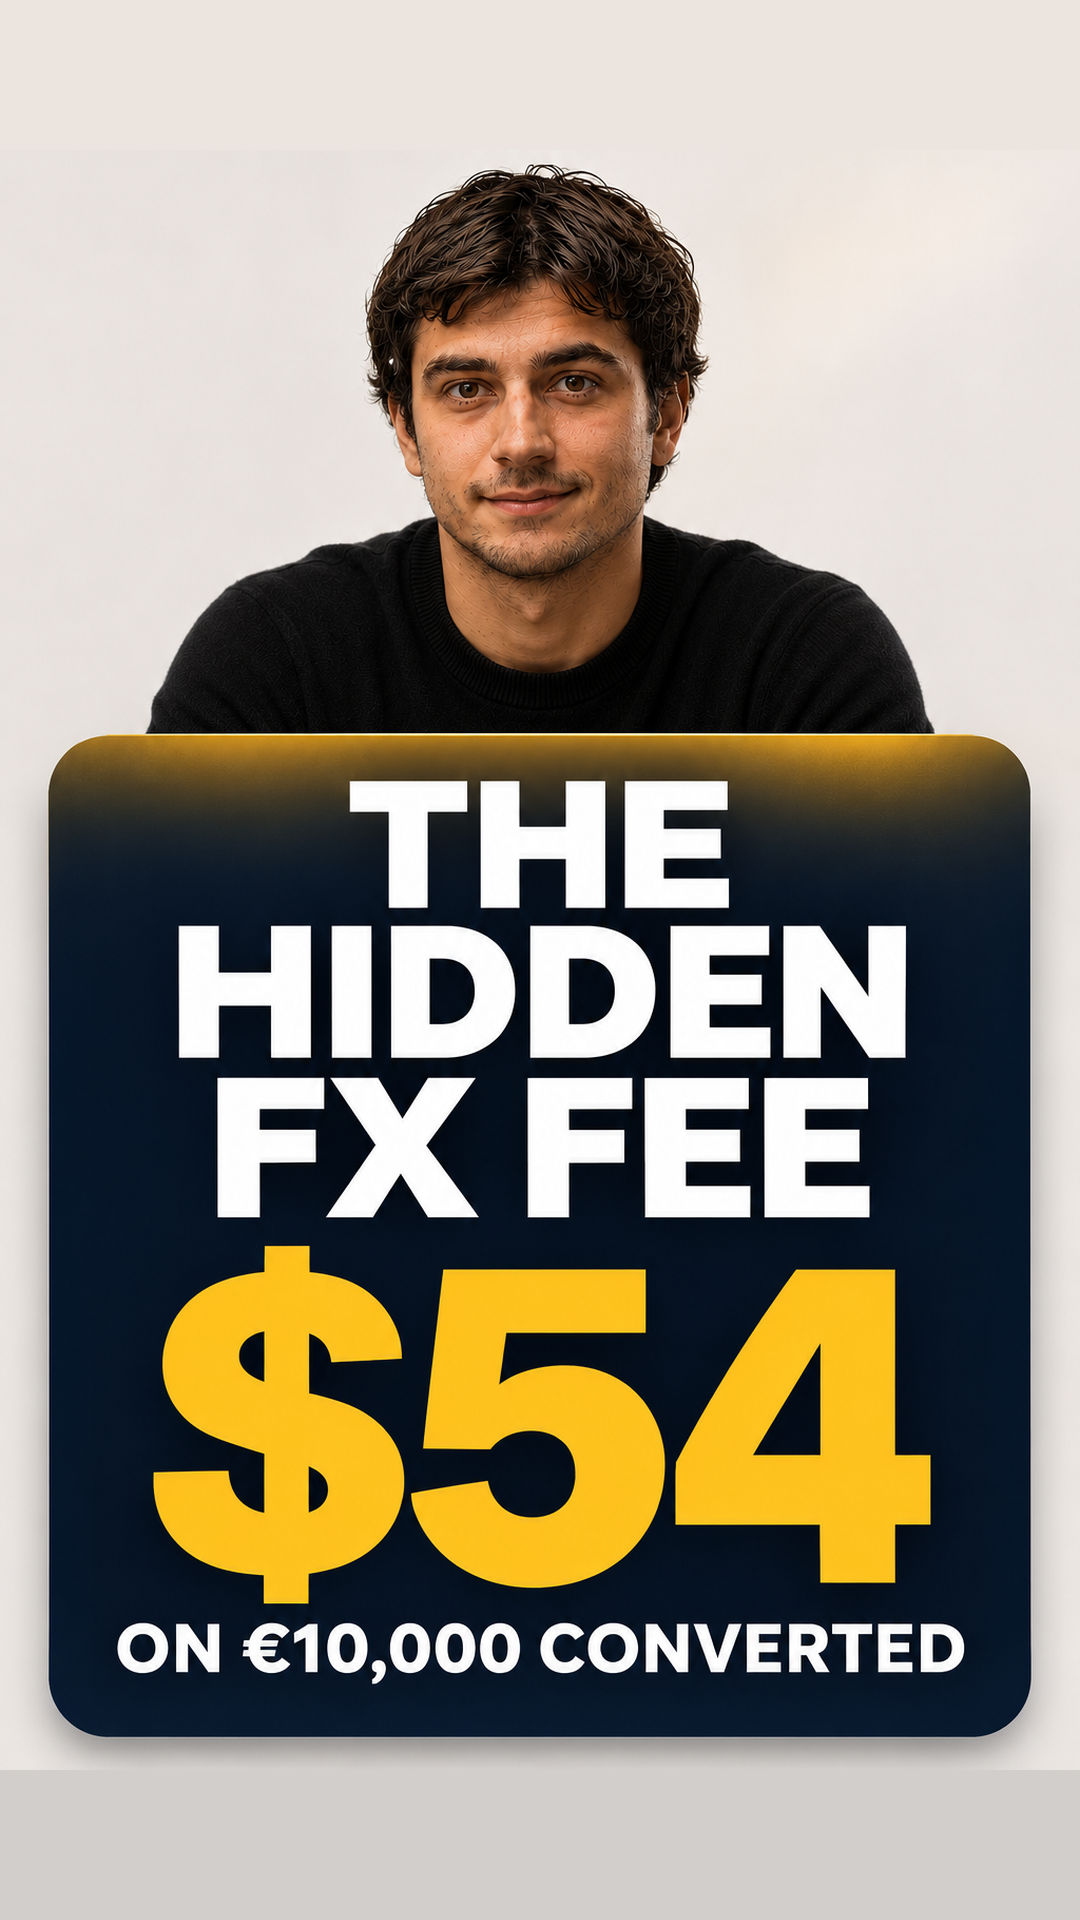 THE
HIDDEN
FX FEE
$54
ON €10,000 CONVERTED